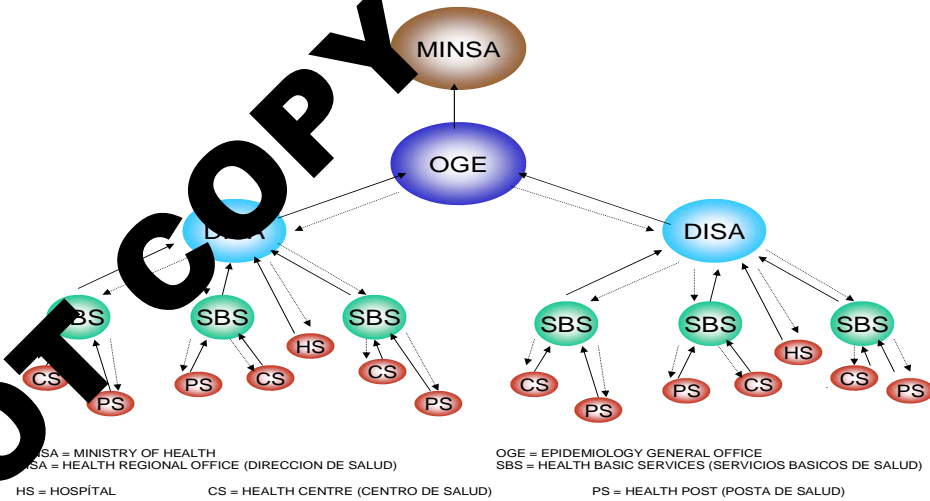 MINSA
OGE
DISA
SBS SBS SBS SBS SBS SBS
HS HS
CS PS CS CS CS PS CS CS
PS PS PS PS
OT COPY
= MINISTRY OF HEALTH OGE = EPIDEMIOLOGY GENERAL OFFICE
= HEALTH REGIONAL OFFICE (DIRECCION DE SALUD) SBS = HEALTH BASIC SERVICES (SERVICIOS BASICOS DE SALUD)
HS = HOSPÍTAL CS = HEALTH CENTRE (CENTRO DE SALUD) PS = HEALTH POST (POSTA DE SALUD)